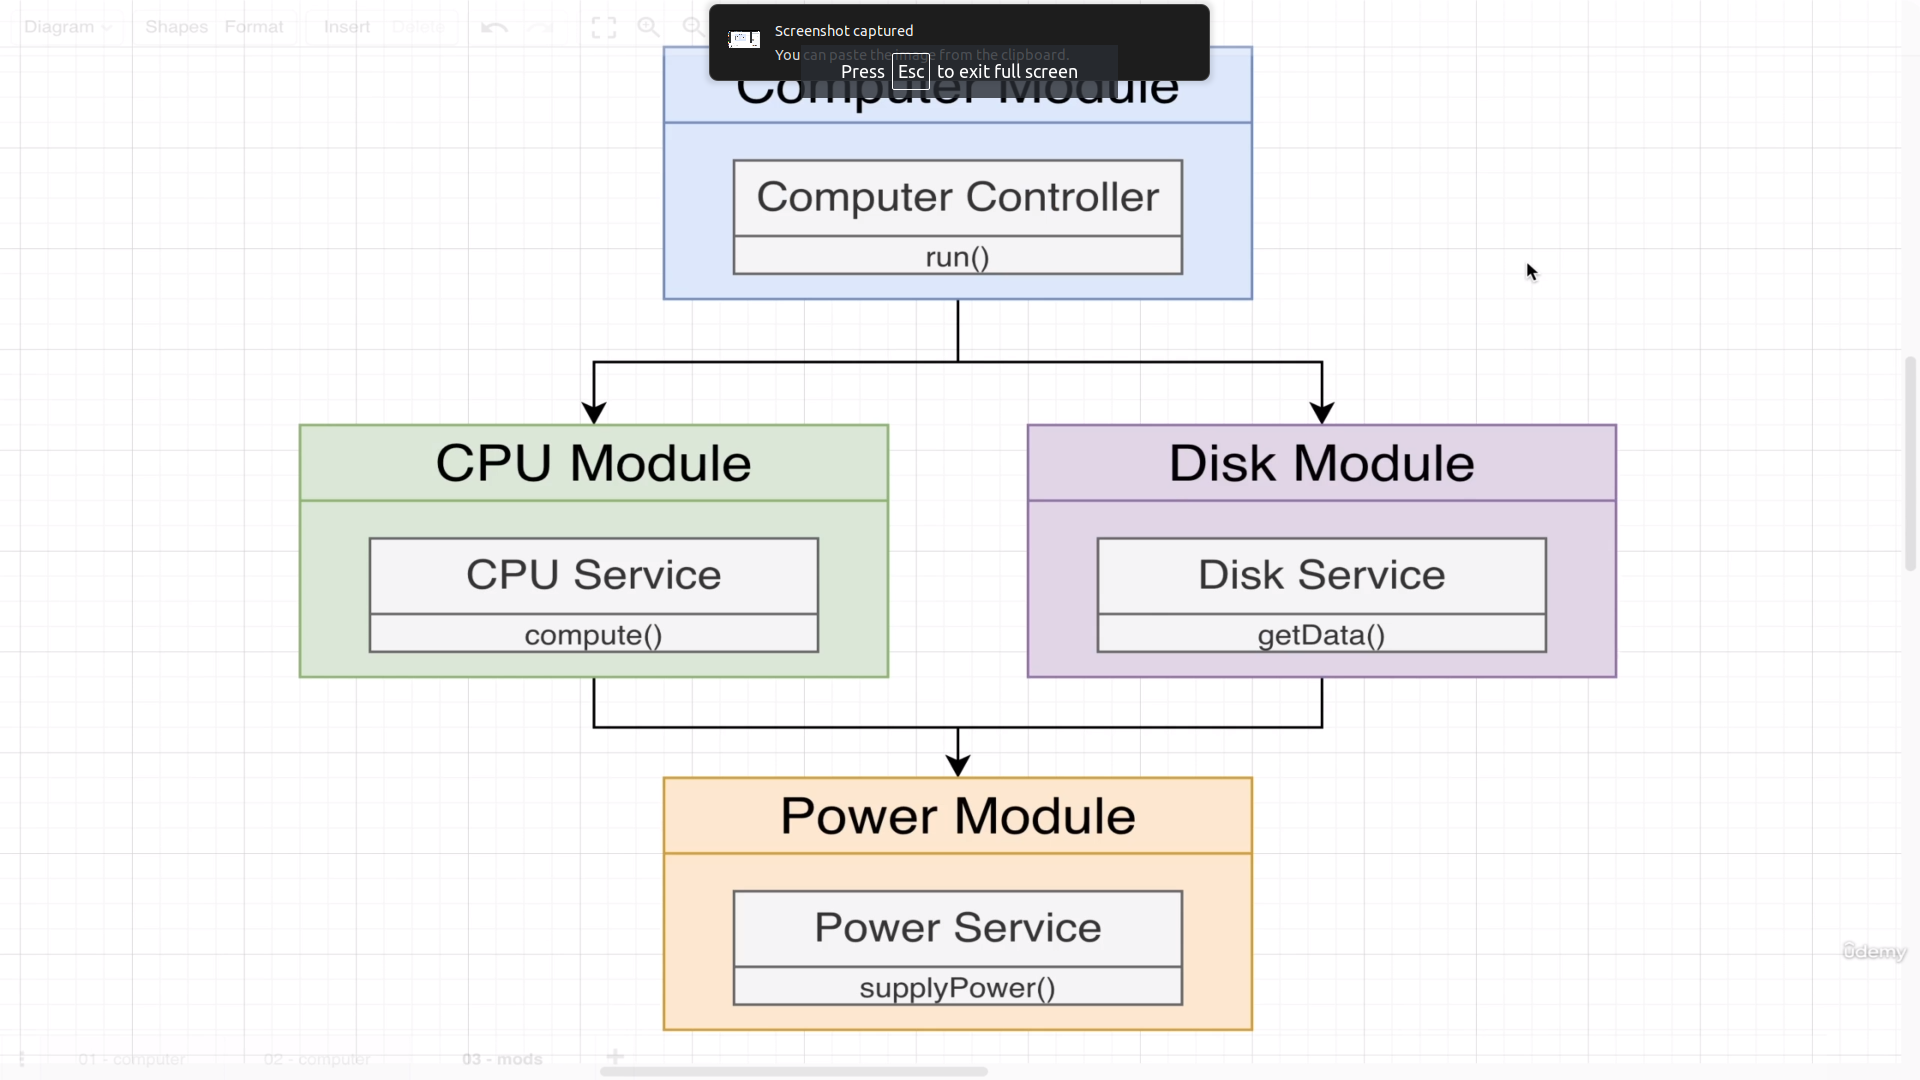 Diagram Shapes Format Insert Delete
Screenshot captured
You can paste the image from the clipboard.
Press Esc to exit full screen
Computer Module
Computer Controller
run()
CPU Module
Disk Module
CPU Service
Disk Service
compute()
getData()
Power Module
Power Service
supplyPower()
ûdemy
01 - computer
02 - computer
03 - mods